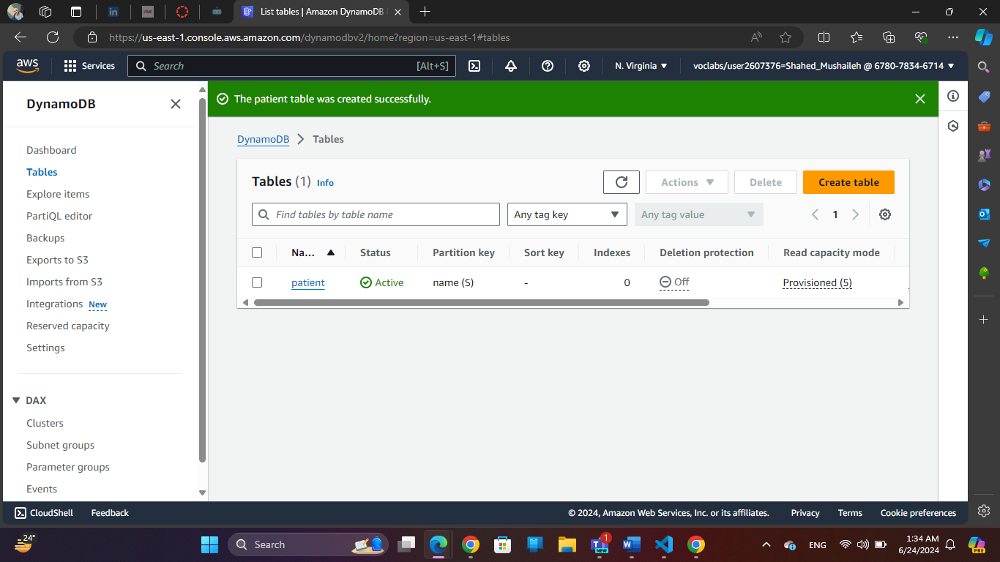 List tables | Amazon DynamoDB
https://us-east-1.console.aws.amazon.com/dynamodbv2/home?region=us-east-1#tables
aws
Services
Search
[Alt+S]
N. Virginia
voclabs/user2607376=Shahed_Mushaileh @ 6780-7834-6714
DynamoDB
The patient table was created successfully.
Dashboard
Tables
Explore items
PartiQL editor
Backups
Exports to S3
Imports from S3
Integrations New
Reserved capacity
Settings
DAX
Clusters
Subnet groups
Parameter groups
Events
DynamoDB > Tables
Tables (1) Info
Actions
Delete
Create table
Find tables by table name
Any tag key
Any tag value
1
Na... Status Partition key Sort key Indexes Deletion protection Read capacity mode
patient Active name (S) - 0 Off Provisioned (5)
CloudShell Feedback
© 2024, Amazon Web Services, Inc. or its affiliates. Privacy Terms Cookie preferences
24°
Search
1
NEW
ENG
1:34 AM
6/24/2024
PRE